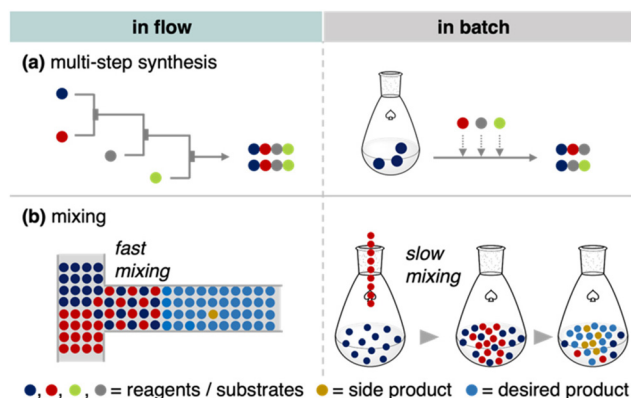 in flow
in batch
(a) multi-step synthesis
(b) mixing
fast
mixing
slow
mixing
, , , = reagents / substrates = side product = desired product